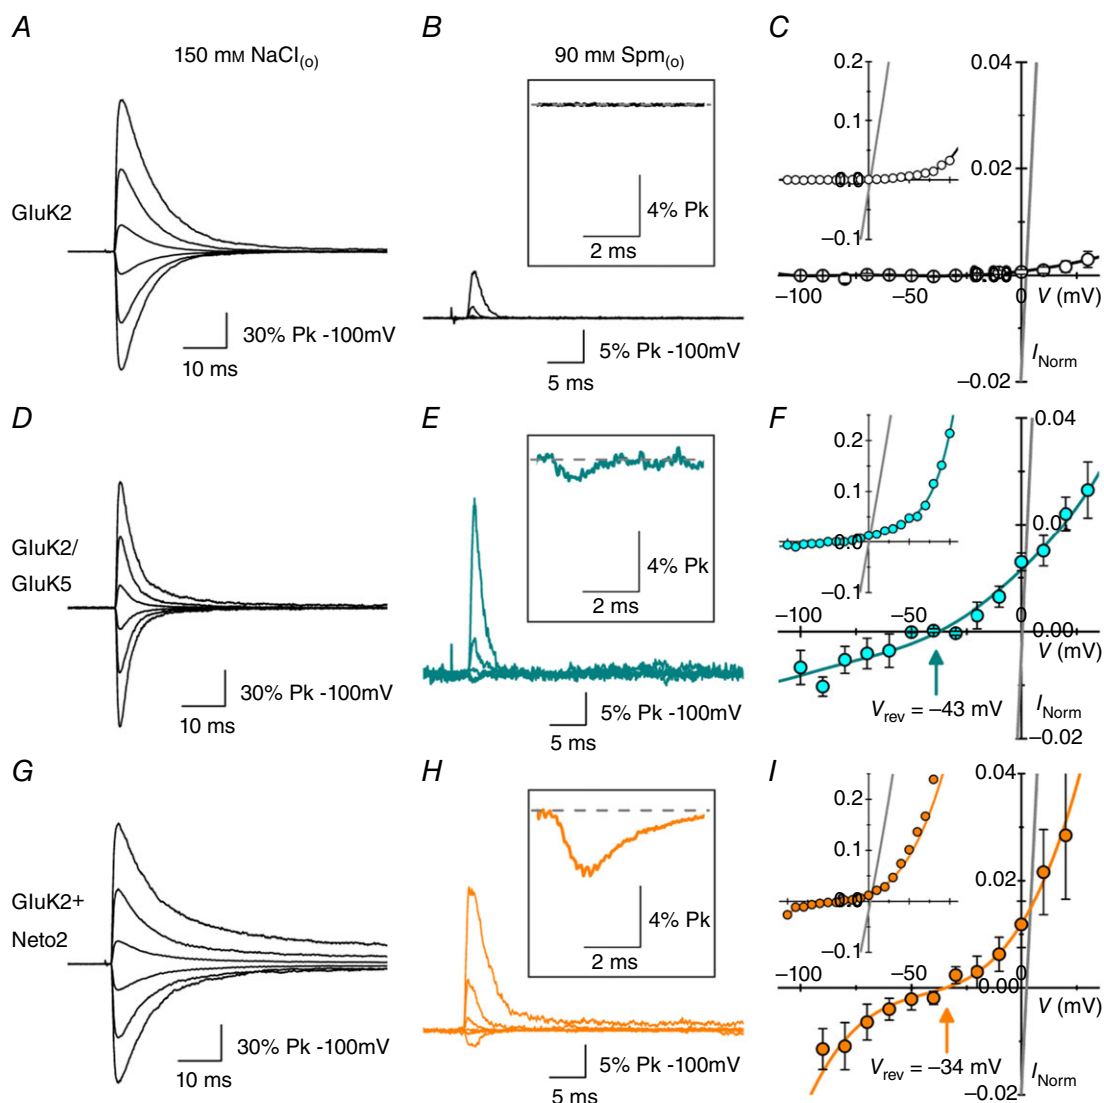 A
B
C
150 mM NaCl(o)
90 mM Spm(o)
GluK2
30% Pk -100mV
10 ms
4% Pk
2 ms
5% Pk -100mV
5 ms
0.2
0.1
0.0
−0.1
0.04
0.02
−100
−50
0
V (mV)
INorm
−0.02
D
E
F
GluK2/
GluK5
30% Pk -100mV
10 ms
4% Pk
2 ms
5% Pk -100mV
5 ms
0.2
0.1
0.0
−0.1
0.04
−100
−50
0
0.00
V (mV)
Vrev = −43 mV
INorm
−0.02
G
H
I
GluK2+
Neto2
30% Pk -100mV
10 ms
4% Pk
2 ms
5% Pk -100mV
5 ms
0.2
0.1
−0.1
0.04
0.02
−100
−50
0
0.00
V (mV)
Vrev = −34 mV
INorm
−0.02